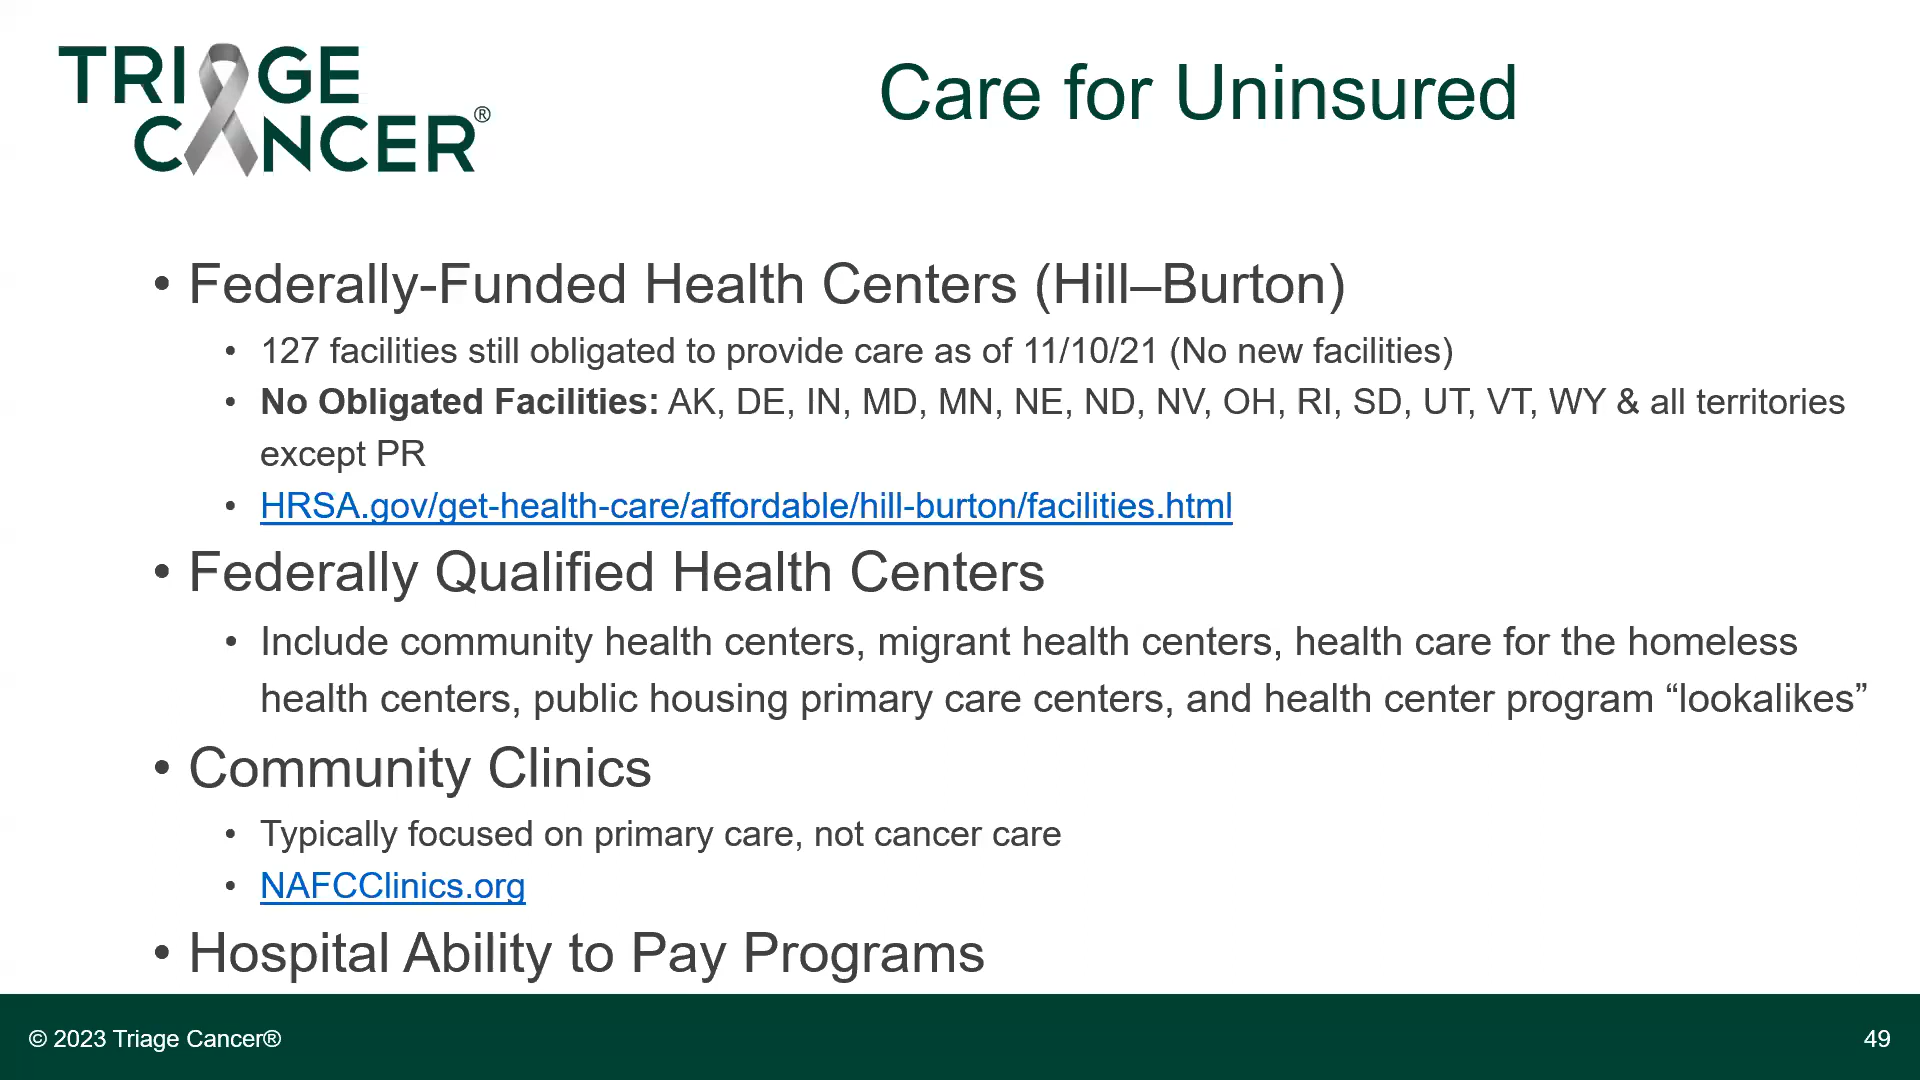 TRIAGE
CANCER®
Care for Uninsured
• Federally-Funded Health Centers (Hill–Burton)
• 127 facilities still obligated to provide care as of 11/10/21 (No new facilities)
• No Obligated Facilities: AK, DE, IN, MD, MN, NE, ND, NV, OH, RI, SD, UT, VT, WY & all territories
except PR
• HRSA.gov/get-health-care/affordable/hill-burton/facilities.html
• Federally Qualified Health Centers
• Include community health centers, migrant health centers, health care for the homeless
health centers, public housing primary care centers, and health center program “lookalikes”
• Community Clinics
• Typically focused on primary care, not cancer care
• NAFCClinics.org
• Hospital Ability to Pay Programs
© 2023 Triage Cancer®
49